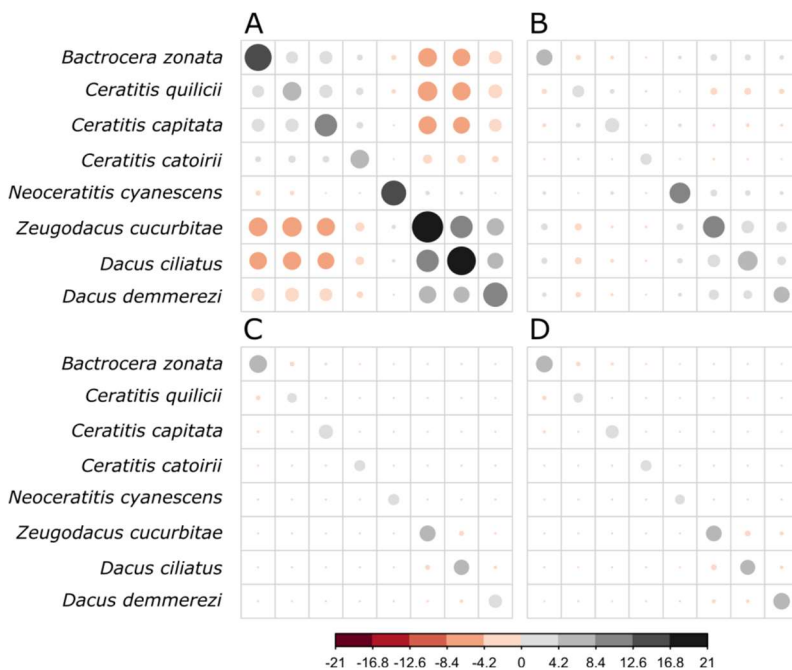 A B
Bactrocera zonata
Ceratitis quilicii
Ceratitis capitata
Ceratitis catoirii
Neoceratitis cyanescens
Zeugodacus cucurbitae
Dacus ciliatus
Dacus demmerezi
C D
Bactrocera zonata
Ceratitis quilicii
Ceratitis capitata
Ceratitis catoirii
Neoceratitis cyanescens
Zeugodacus cucurbitae
Dacus ciliatus
Dacus demmerezi
-21 -16.8 -12.6 -8.4 -4.2 0 4.2 8.4 12.6 16.8 21